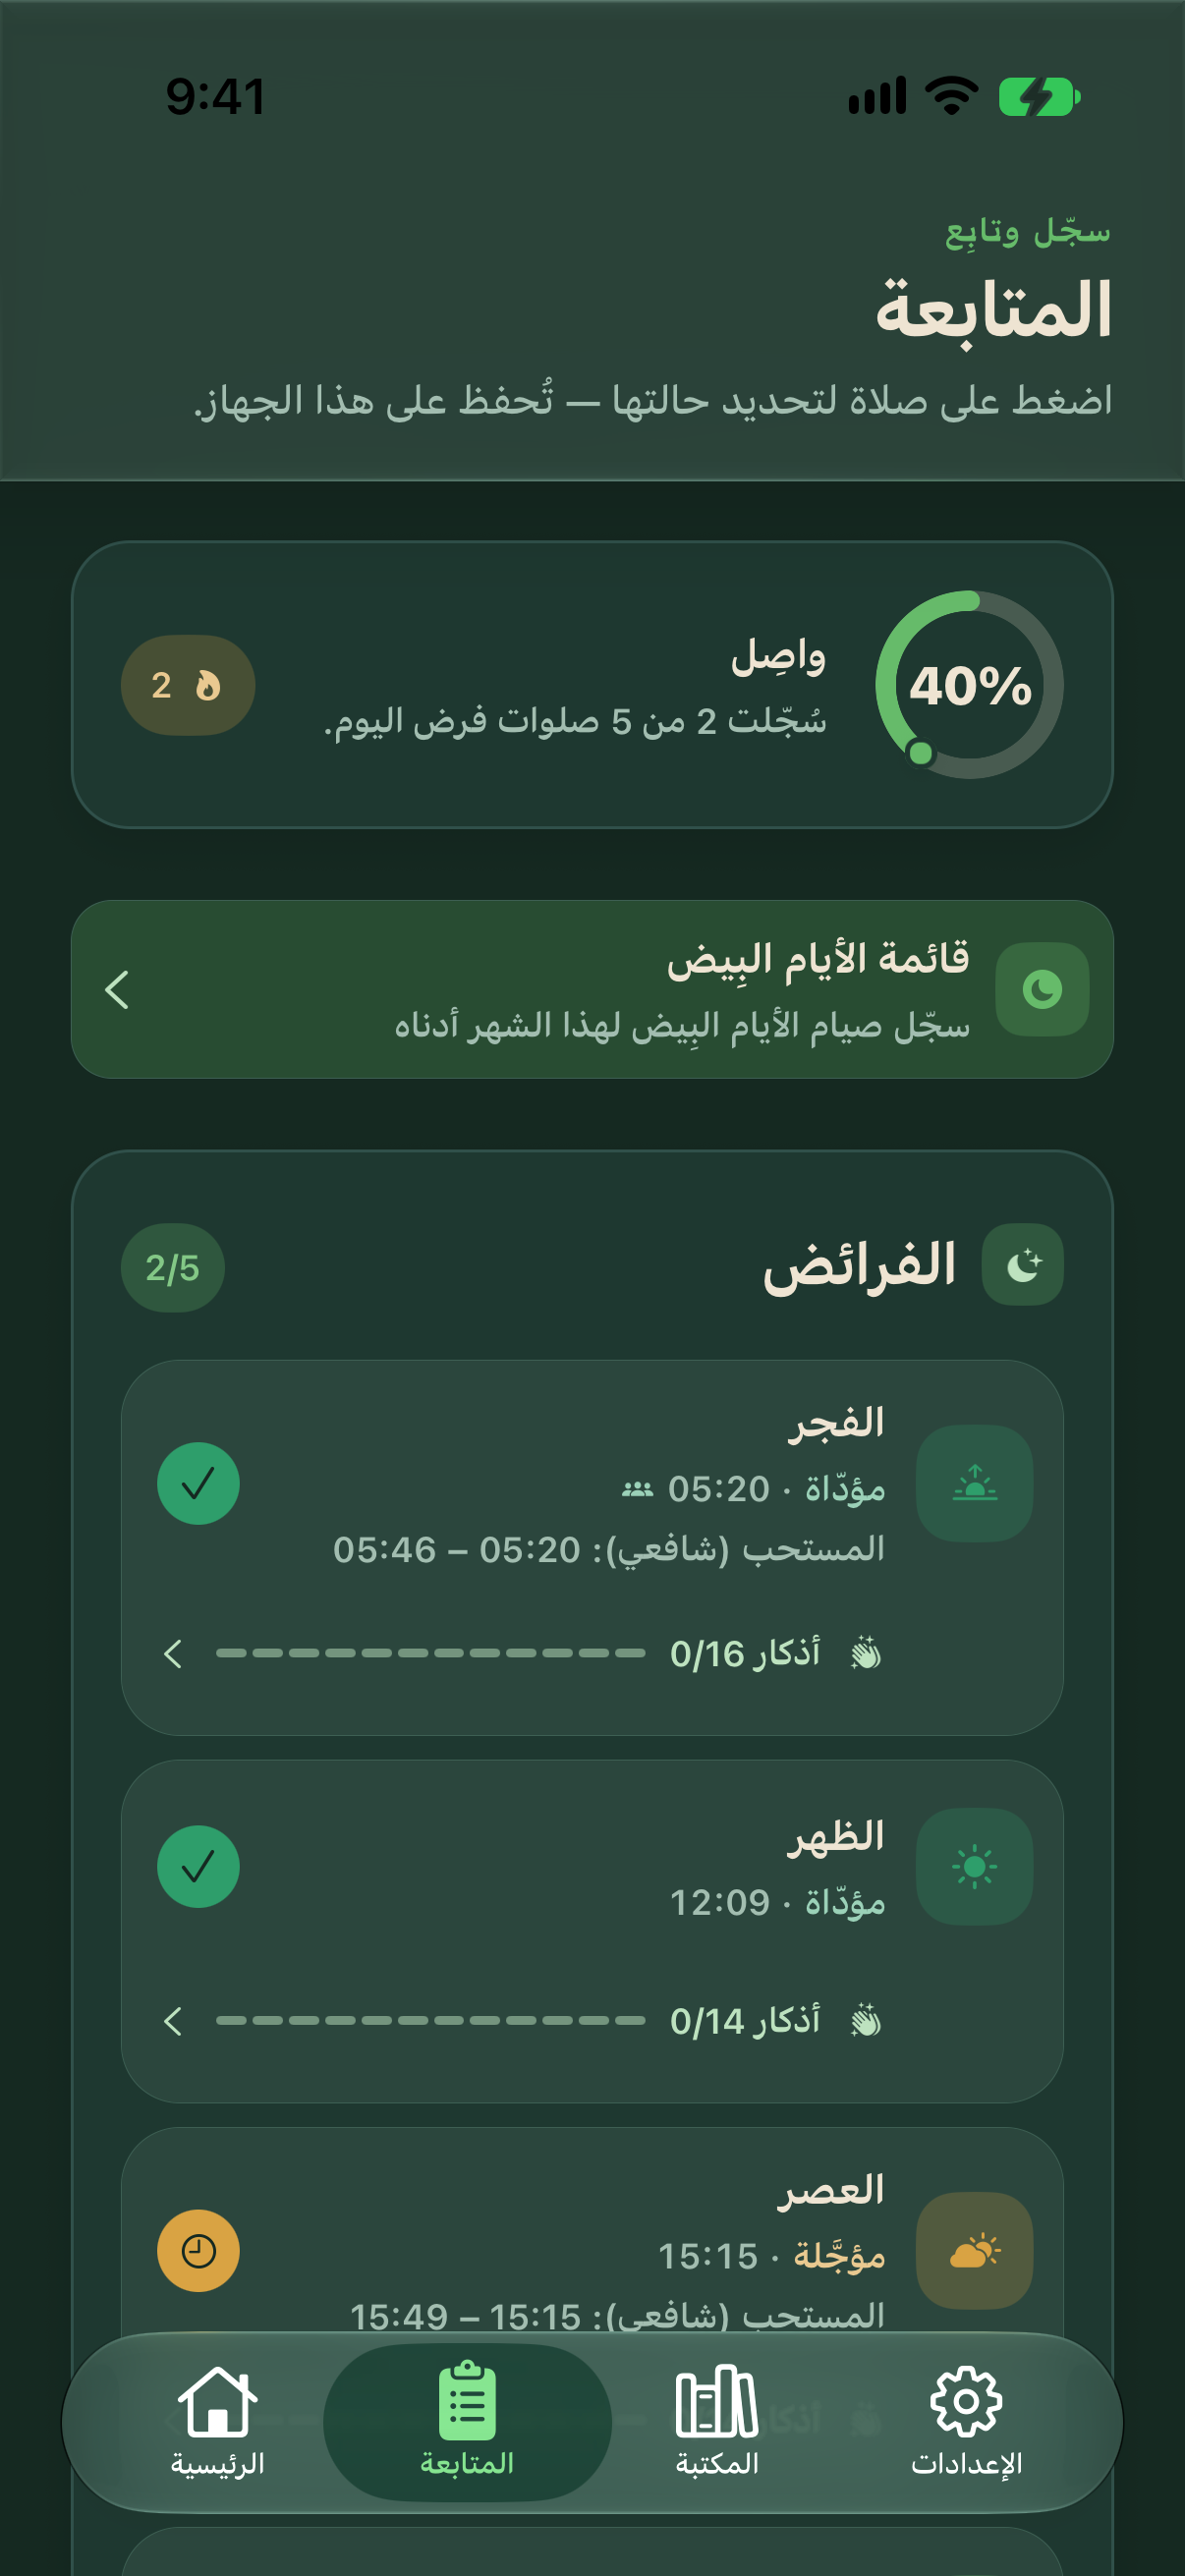 9:41
سجّل وتابِع
المتابعة
اضغط على صلاة لتحديد حالتها — تُحفظ على هذا الجهاز.
40%
واصِل
سُجّلت 2 من 5 صلوات فرض اليوم.
2
قائمة الأيام البِيض
سجّل صيام الأيام البِيض لهذا الشهر أدناه
الفرائض
2/5
الفجر
مؤدّاة · 05:20
المستحب (شافعي): 05:20 – 05:46
أذكار 0/16
الظهر
مؤدّاة · 12:09
أذكار 0/14
العصر
مؤجَّلة · 15:15
المستحب (شافعي): 15:15 – 15:49
أذكار
الإعدادات
المكتبة
المتابعة
الرئيسية